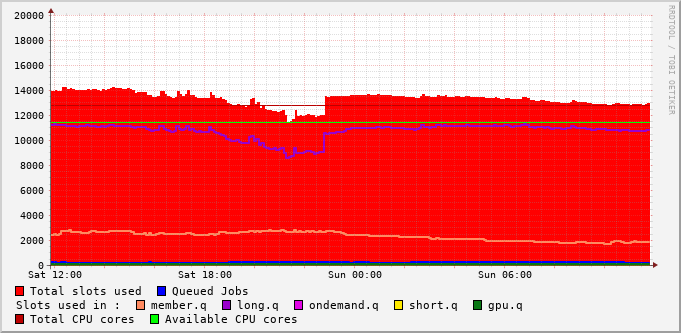 20000
18000
16000
14000
12000
10000
8000
6000
4000
2000
0
Sat 12:00 Sat 18:00 Sun 00:00 Sun 06:00
RRDTOOL / TOBI OETIKER
Total slots used Queued Jobs
Slots used in : member.q long.q ondemand.q short.q gpu.q
Total CPU cores Available CPU cores